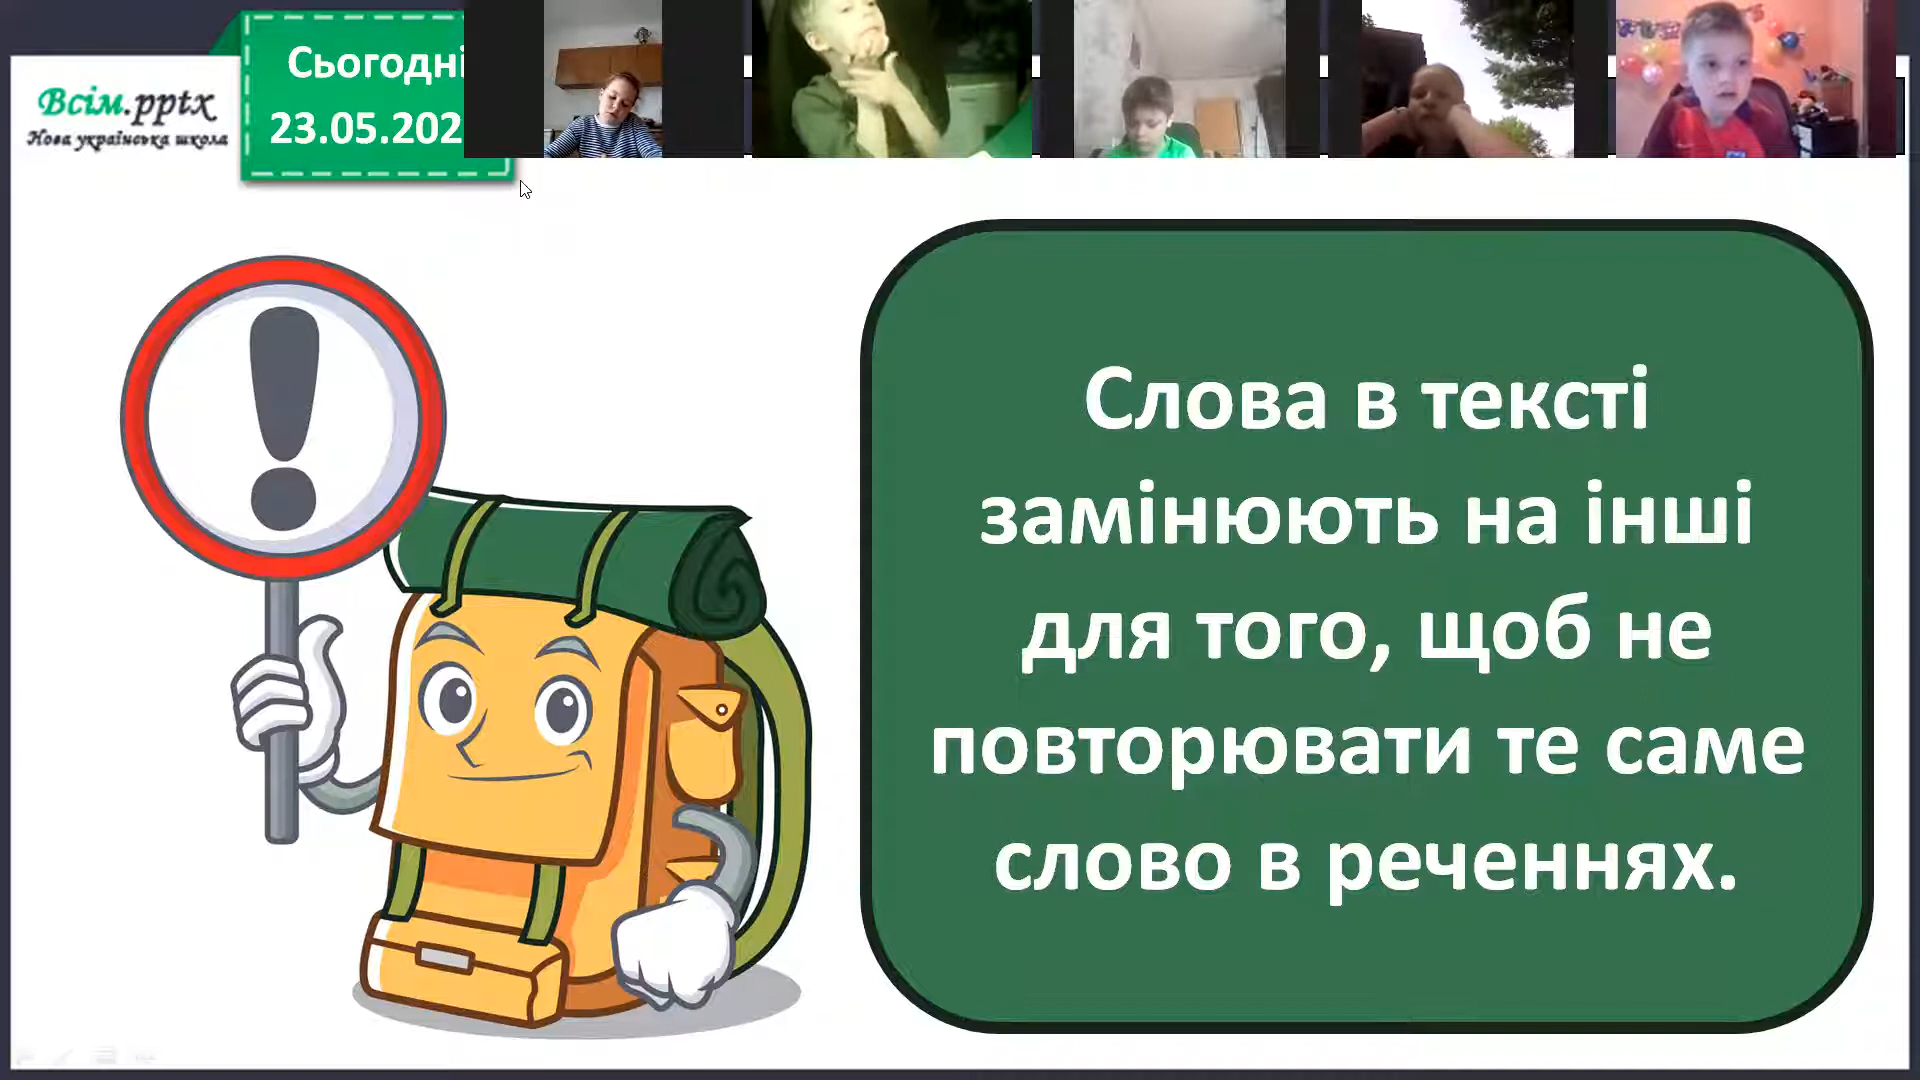 Всім.pptx
Нова українська школа
Сьогодні
23.05.202
Слова в тексті
замінюють на інші
для того, щоб не
повторювати те саме
слово в реченнях.